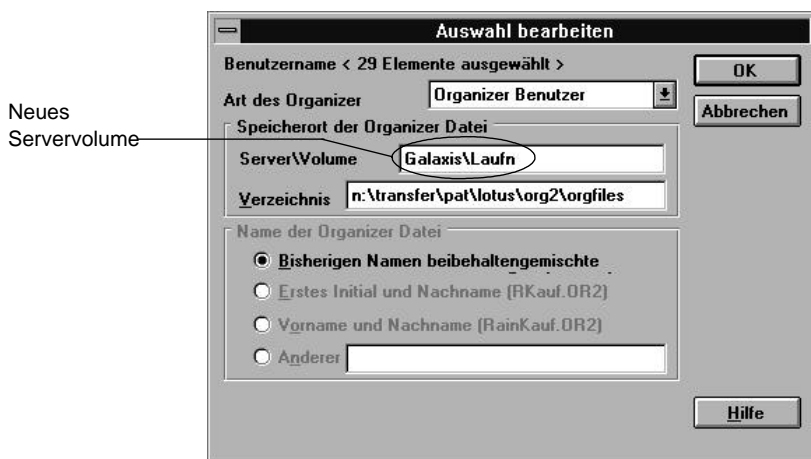 Auswahl bearbeiten
Benutzername < 29 Elemente ausgewählt >
OK
Art des Organizer
Organizer Benutzer
Abbrechen
Neues
Servervolume
Speicherort der Organizer Datei
Server\Volume
Galaxis\Laufn
Verzeichnis
n:\transfer\pat\lotus\org2\orgfiles
Name der Organizer Datei
Bisherigen Namen beibehaltengemischte
Erstes Initial und Nachname (RKauf.OR2)
Vorname und Nachname (RainKauf.OR2)
Anderer
Hilfe